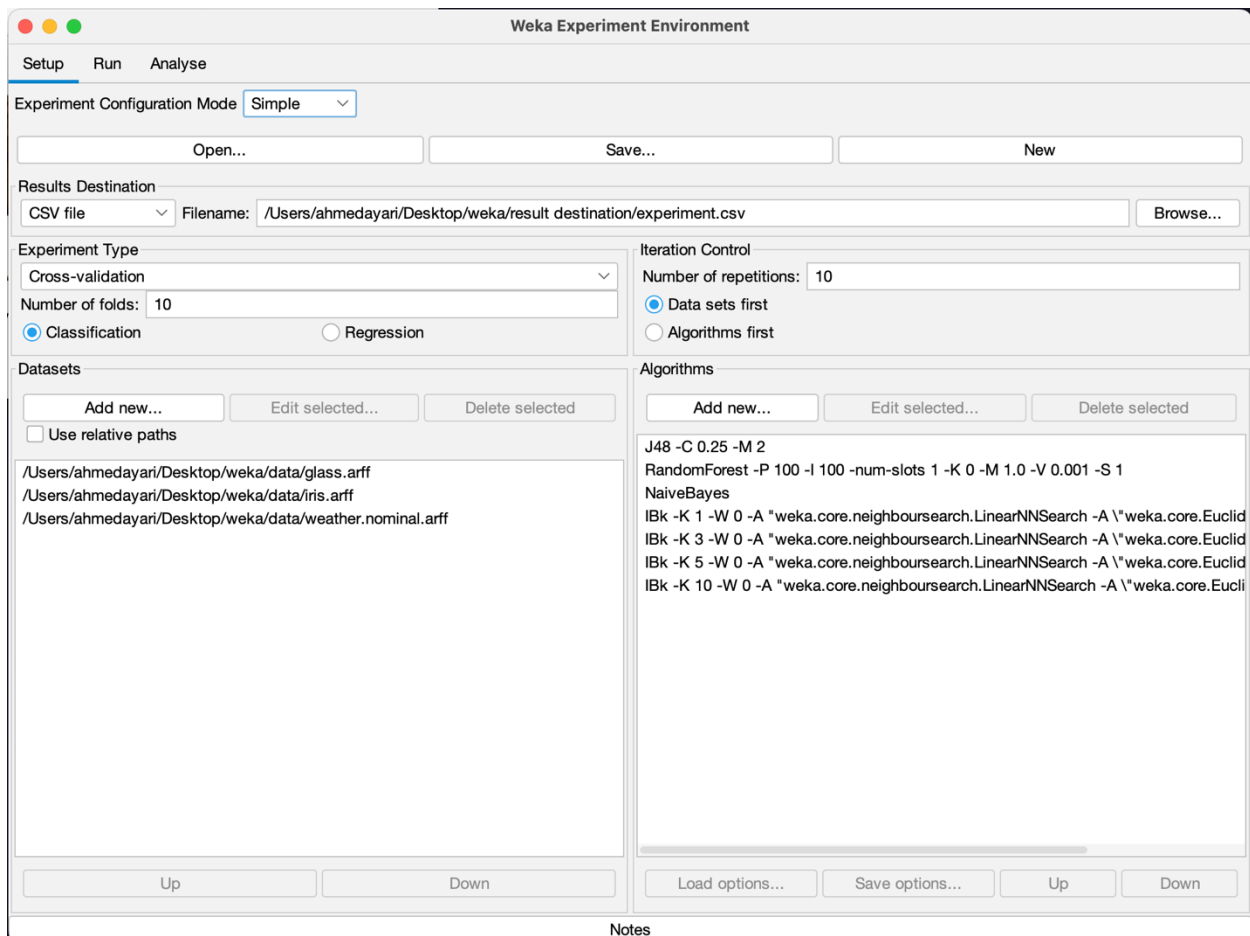 Weka Experiment Environment
Setup Run Analyse
Experiment Configuration Mode Simple
Open... Save... New
Results Destination
CSV file Filename: /Users/ahmedayari/Desktop/weka/result destination/experiment.csv Browse...
Experiment Type
Cross-validation
Number of folds: 10
Classification Regression
Iteration Control
Number of repetitions: 10
Data sets first
Algorithms first
Datasets
Add new... Edit selected... Delete selected
Use relative paths
/Users/ahmedayari/Desktop/weka/data/glass.arff
/Users/ahmedayari/Desktop/weka/data/iris.arff
/Users/ahmedayari/Desktop/weka/data/weather.nominal.arff
Up Down
Algorithms
Add new... Edit selected... Delete selected
J48 -C 0.25 -M 2
RandomForest -P 100 -I 100 -num-slots 1 -K 0 -M 1.0 -V 0.001 -S 1
NaiveBayes
IBk -K 1 -W 0 -A "weka.core.neighboursearch.LinearNNSearch -A \"weka.core.Euclid
IBk -K 3 -W 0 -A "weka.core.neighboursearch.LinearNNSearch -A \"weka.core.Euclid
IBk -K 5 -W 0 -A "weka.core.neighboursearch.LinearNNSearch -A \"weka.core.Euclid
IBk -K 10 -W 0 -A "weka.core.neighboursearch.LinearNNSearch -A \"weka.core.Eucli
Load options... Save options... Up Down
Notes